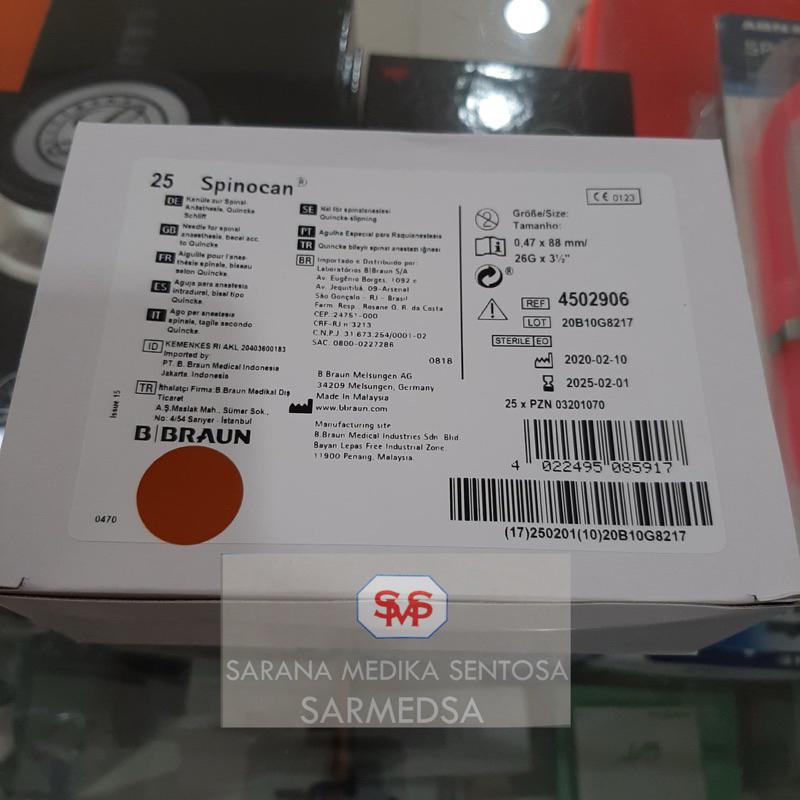 25 Spinocan®
DE Kanüle zur Spinal-
Anästhesie, Quincke
Schliff
GB Needle for spinal
anaesthesia, bevel acc.
to Quincke
FR Aiguille pour l'anes-
thésie spinale, biseau
selon Quincke.
ES Aguja para anestesia
intradural, bisel tipo
Quincke.
IT Ago per anestesia
spinale, taglie secondo
Quincke.
ID KEMENKES RI AKL 20403600183
Imported by
PT. B. Braun Medical Indonesia
Jakarta, Indonesia
TR İthalatçı Firma:B.Braun Medikal Dış
Ticaret
A.Ş.Maslak Mah., Sümer Sok.,
No: 4/54 Sarıyer - İstanbul
Issue 15
B|BRAUN
0470
SE Nål för spinalanestesi
Quincke-slipning
PT Agulha Especial para Raquianestesia
TR Quincke bileyli spinal anestezi iğnesi
BR Importado e Distribuido por:
Laboratórios B|Braun S/A
Av. Eugênio Borges, 1092 e
Av. Jequitibá, 09-Arsenal
São Gonçalo - RJ - Brasil
Farm. Resp.: Rosane G. R. da Costa
CRF-RJ n°3213
C.N.P.J. 31.673.254/0001-02
SAC: 0800-0227286
0818
B.Braun Melsungen AG
34209 Melsungen, Germany
Made In Malaysia
www.bbraun.com
Manufacturing site
B.Braun Medical Industries Sdn. Bhd.
Bayan Lepas Free Industrial Zone
11900 Penang, Malaysia.
CE 0123
Größe/Size:
Tamanho:
0,47 x 88 mm/
26G x 3½"
REF 4502906
LOT 20B10G8217
STERILE EO
2020-02-10
2025-02-01
25 x PZN 03201070
4 022495 085917
(17)250201(10)20B10G8217
SMS
SARANA MEDIKA SENTOSA
SARMEDSA